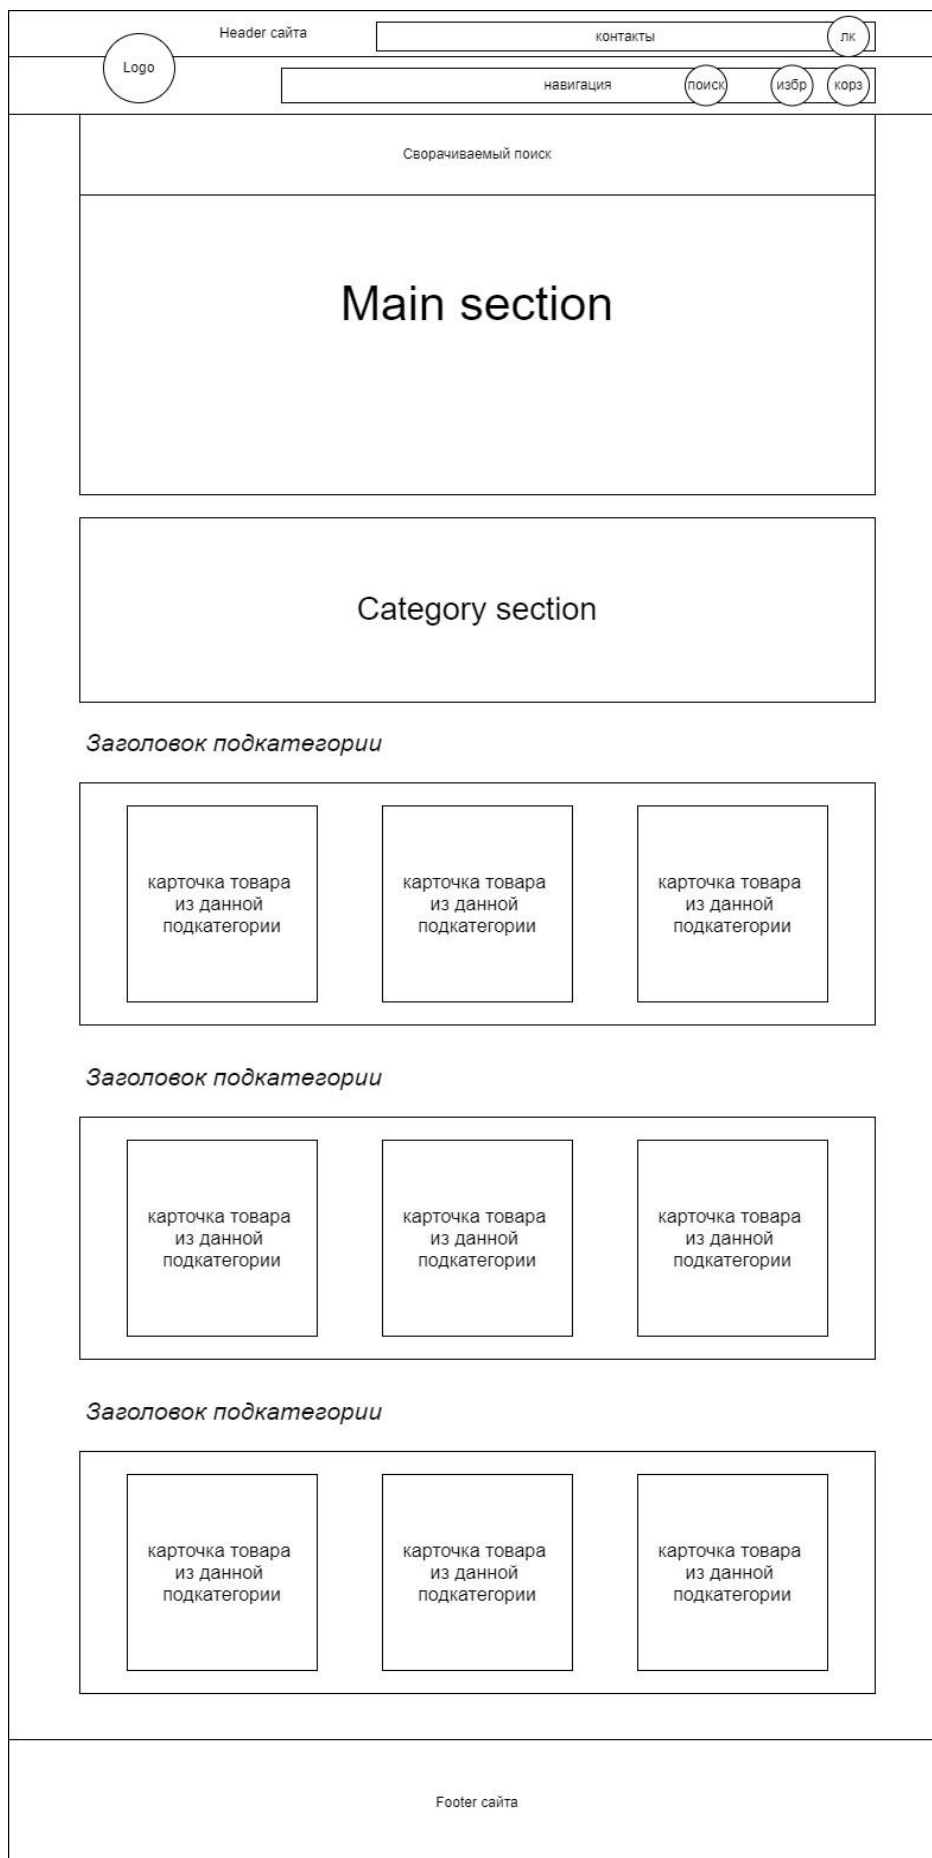 Header сайта
контакты
лк
Logo
навигация
поиск
избр
корз
Сворачиваемый поиск
Main section
Category section
Заголовок подкатегории
карточка товара
из данной
подкатегории
карточка товара
из данной
подкатегории
карточка товара
из данной
подкатегории
Заголовок подкатегории
карточка товара
из данной
подкатегории
карточка товара
из данной
подкатегории
карточка товара
из данной
подкатегории
Заголовок подкатегории
карточка товара
из данной
подкатегории
карточка товара
из данной
подкатегории
карточка товара
из данной
подкатегории
Footer сайта